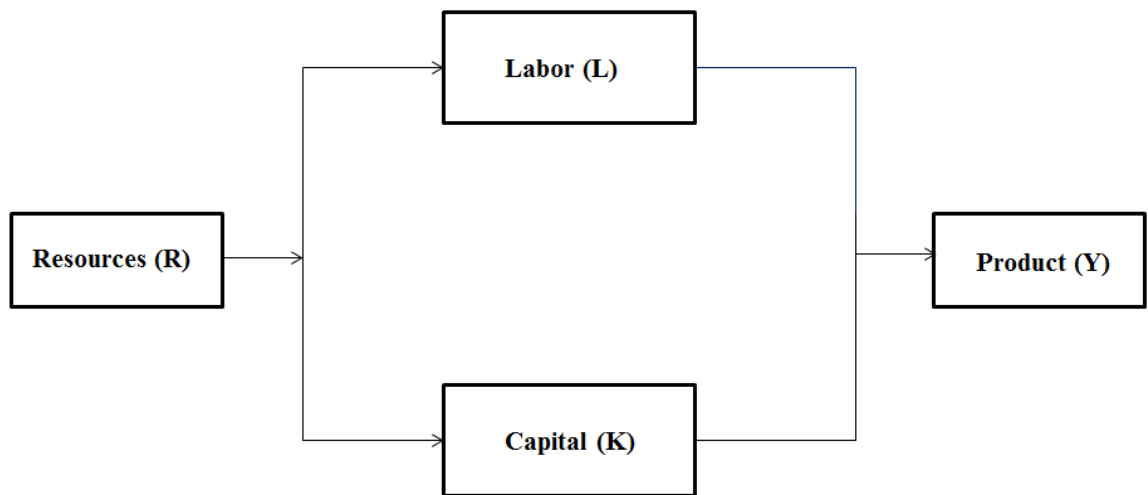 Labor (L)
Resources (R)
Product (Y)
Capital (K)